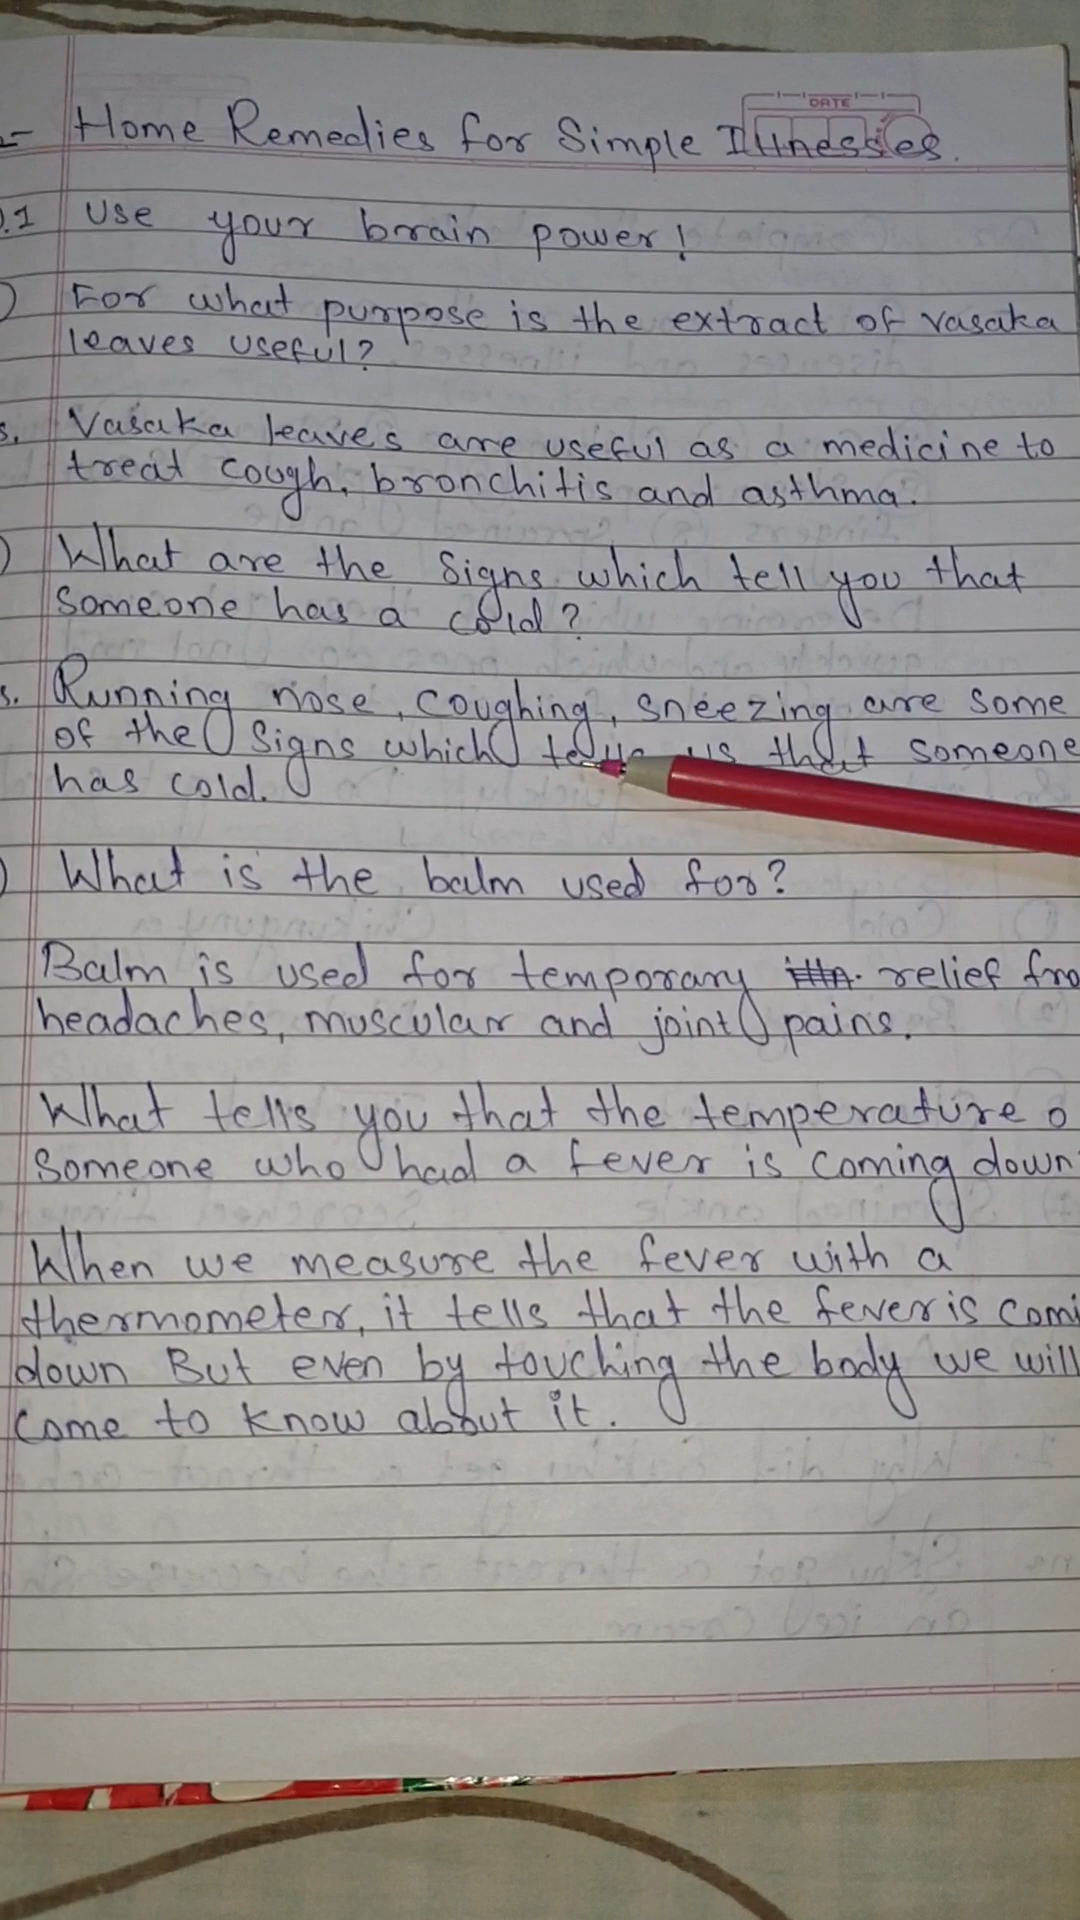 Home Remedies for Simple Illnesses.
DATE
Q.1 Use your brain power!
For what purpose is the extract of vasaka
leaves useful?
Vasaka leaves are useful as a medicine to
treat cough, bronchitis and asthma.
What are the Signs which tell you that
Someone has a cold?
Running nose, coughing, sneezing are some
of the Signs which us that someone
has cold.
What is the balm used for?
Balm is used for temporary relief fro
headaches, muscular and joint pains.
What tells you that the temperature o
Someone who had a fever is coming down
When we measure the fever with a
thermometer, it tells that the fever is comi
down But even by touching the body we will
come to know about it.